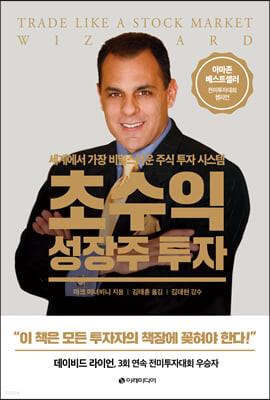 TRADE LIKE A STOCK MARKET
WIZARD
아마존
베스트셀러
전미투자대회
챔피언
세계에서 가장 비밀스러운 주식 투자 시스템
초수익
성장주 투자
마크 미너비니 지음 | 김태훈 옮김 | 김대현 감수
“이 책은 모든 투자자의 책장에 꽂혀야 한다!”
데이비드 라이언, 3회 연속 전미투자대회 우승자
이레미디어